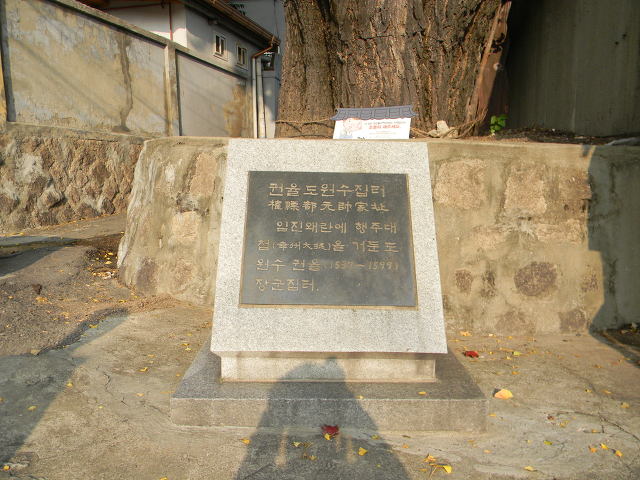 권율도원수집터
權慄都元帥家址
임진왜란에 행주대
첩(幸州大捷)을 거둔 도
원수 권율(1537~1599)
장군집터.